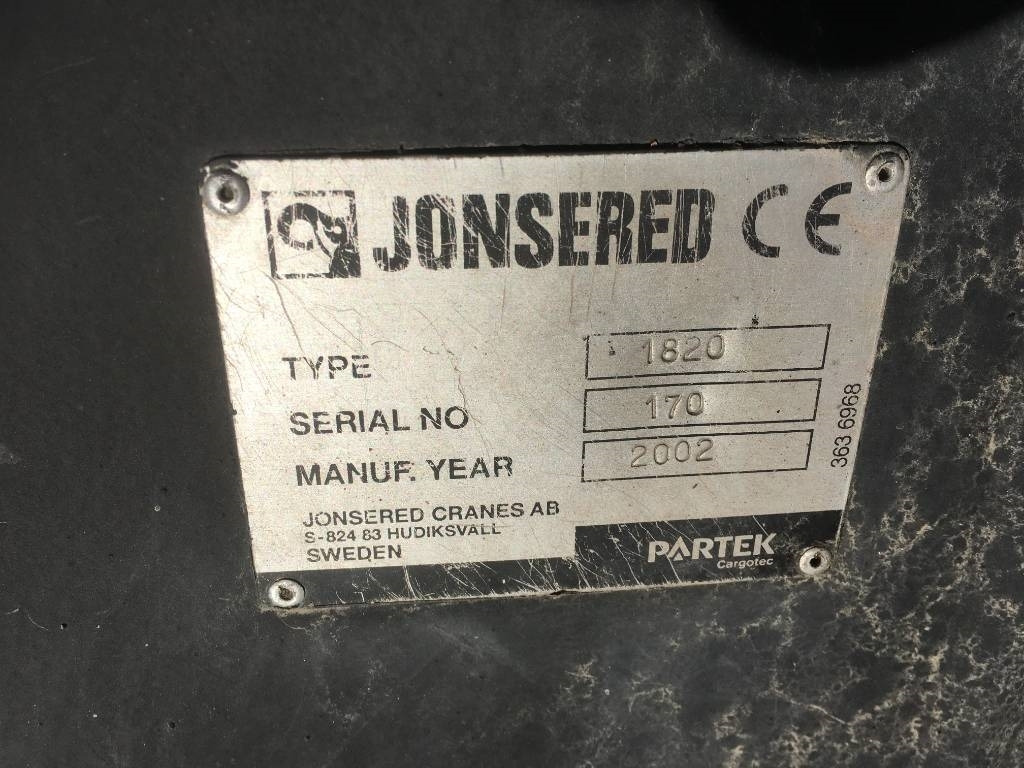 JONSERED CE
TYPE 1820
SERIAL NO 170
MANUF. YEAR 2002
363 6968
JONSERED CRANES AB
S-824 83 HUDIKSVALL
SWEDEN
PARTEK
Cargotec